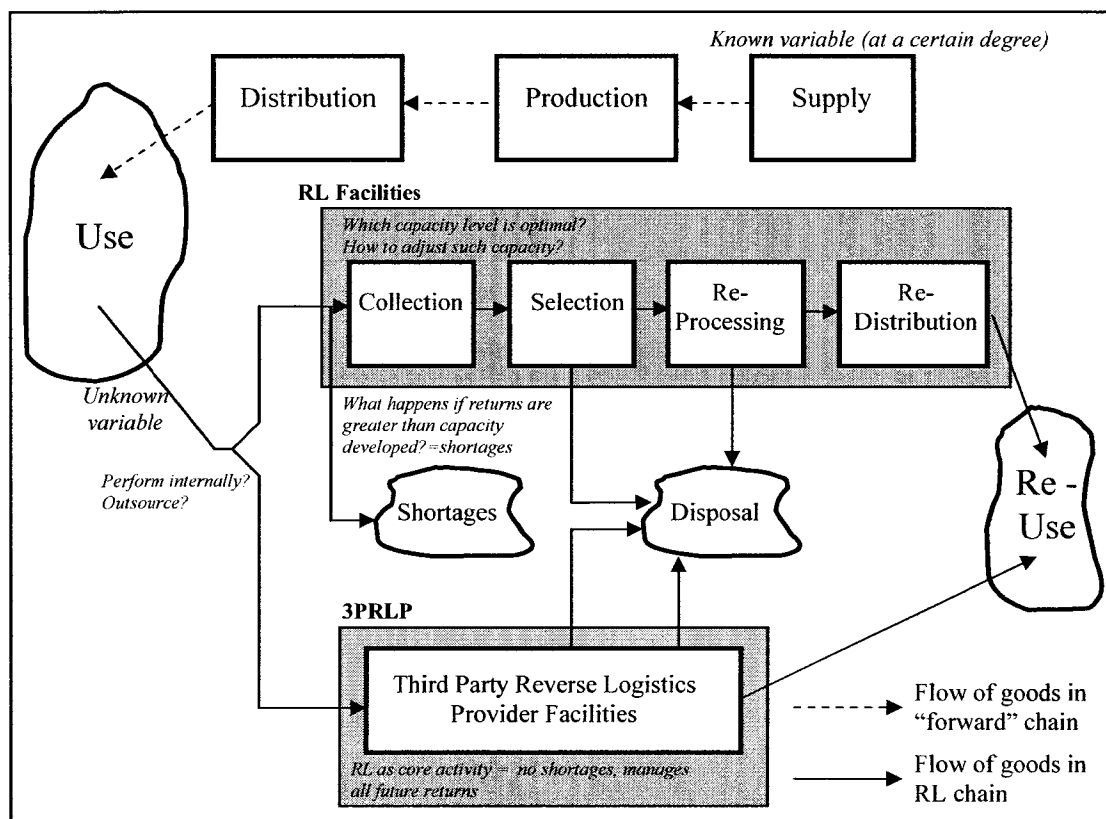 Known variable (at a certain degree)
Distribution
Production
Supply
Use
RL Facilities
Which capacity level is optimal?
How to adjust such capacity?
Collection
Selection
Re-
Processing
Re-
Distribution
Unknown
variable
What happens if returns are
greater than capacity
developed? = shortages
Perform internally?
Outsource?
Shortages
Disposal
Re -
Use
3PRLP
Third Party Reverse Logistics
Provider Facilities
RL as core activity = no shortages, manages
all future returns
Flow of goods in
“forward” chain
Flow of goods in
RL chain